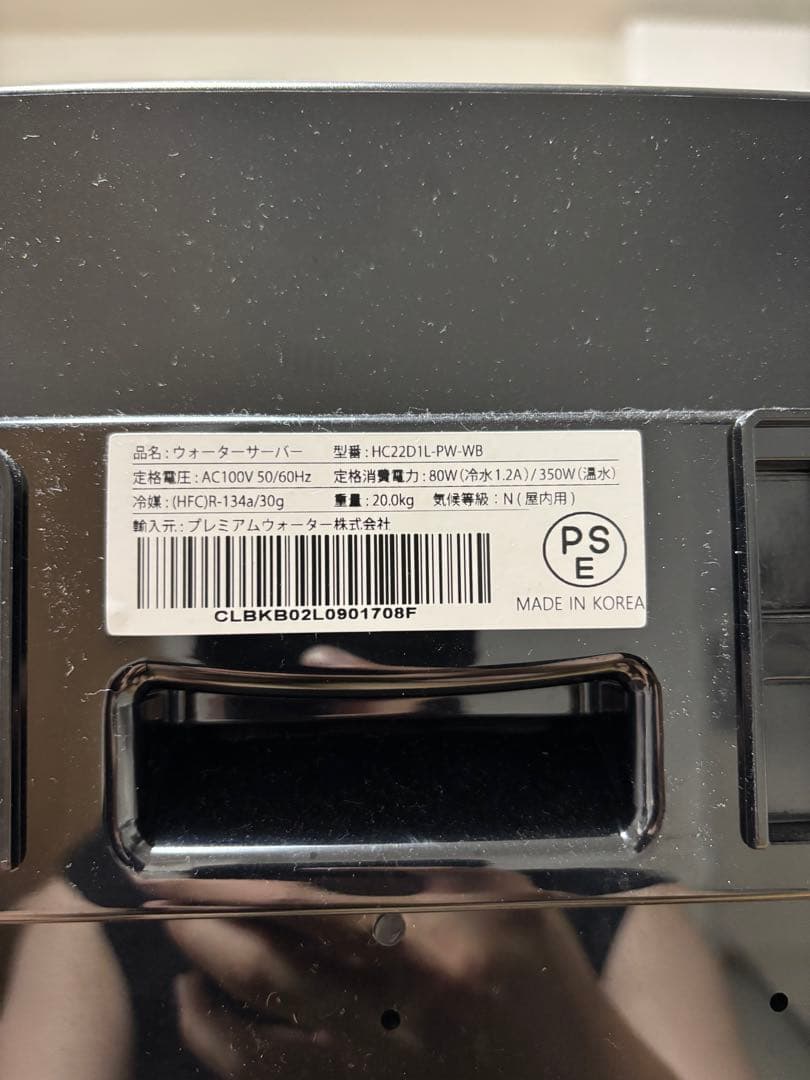 品名:ウォーターサーバー 型番:HC22D1L-PW-WB
定格電圧:AC100V 50/60Hz 定格消費電力:80W(冷水1.2A)/350W(温水)
冷媒:(HFC)R-134a/30g 重量:20.0kg 気候等級:N(屋内用)
輸入元:プレミアムウォーター株式会社
PS
E
CLBKB02L0901708F
MADE IN KOREA